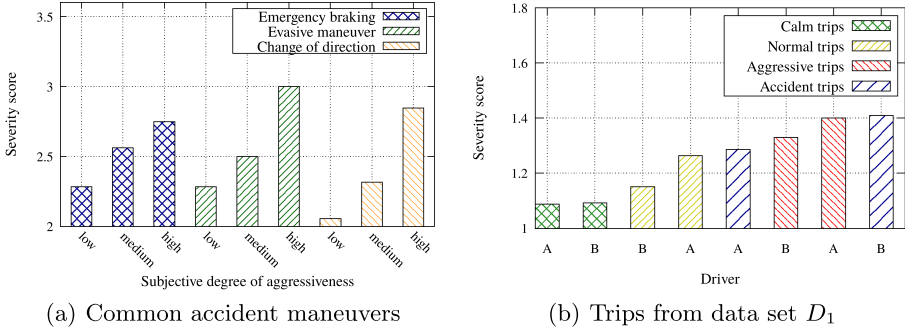 3.5
3
2.5
2
Severity score
Emergency braking
Evasive maneuver
Change of direction
low
medium
high
low
medium
high
low
medium
high
Subjective degree of aggressiveness
(a) Common accident maneuvers
1.8
1.6
1.4
1.2
1
Severity score
Calm trips
Normal trips
Aggressive trips
Accident trips
A B B A A B A B
Driver
(b) Trips from data set D1